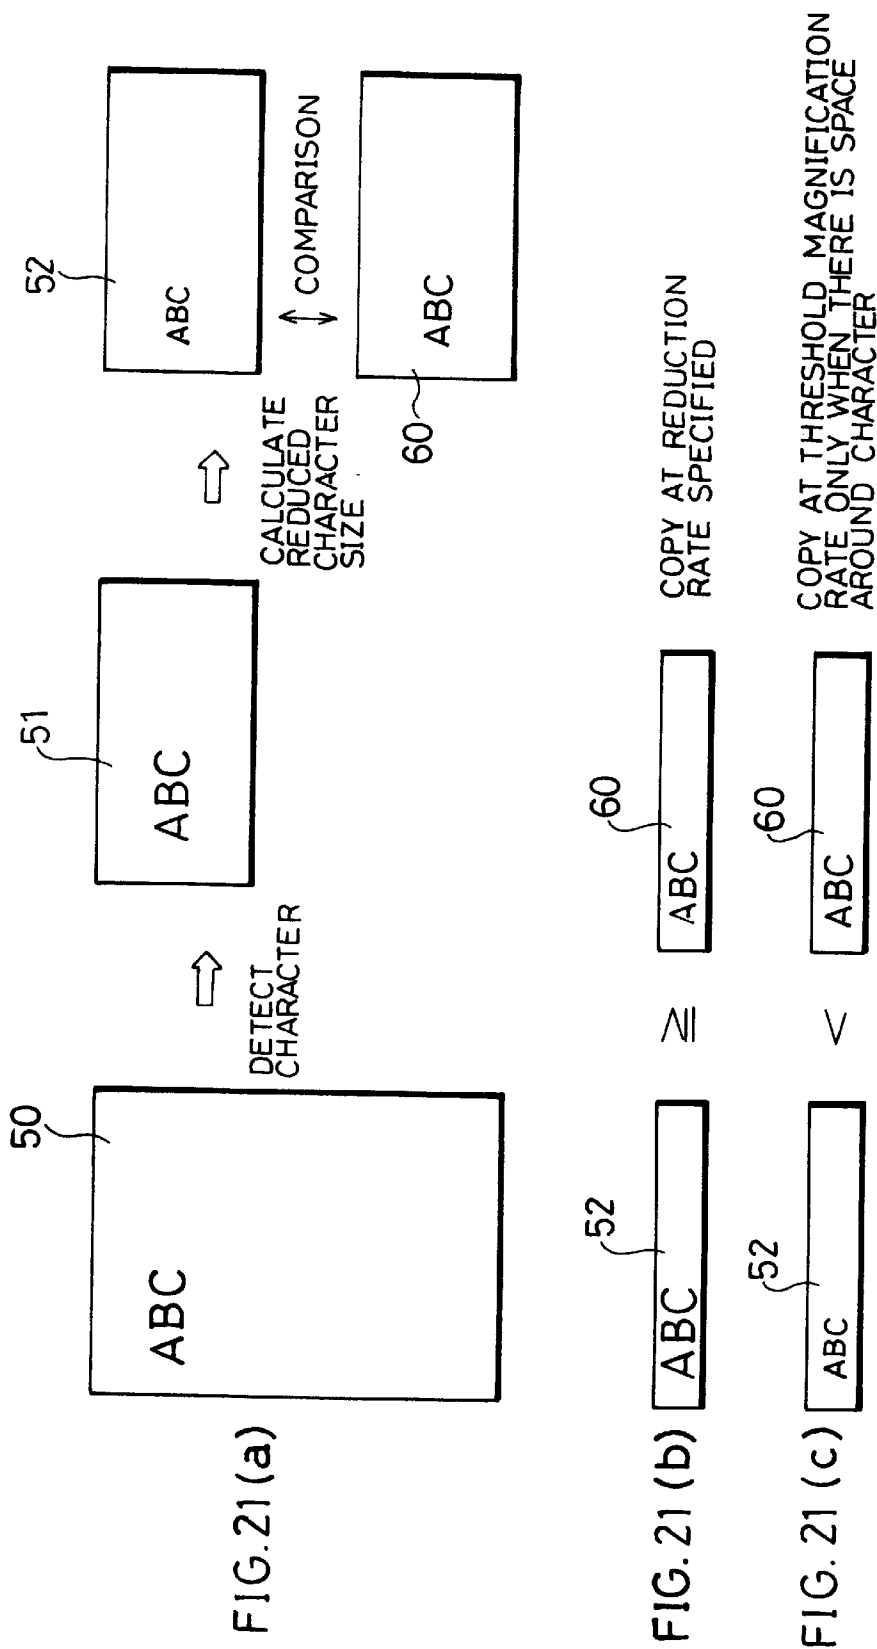 FIG.21 (a)
50
ABC
DETECT
CHARACTER
51
ABC
CALCULATE
REDUCED
CHARACTER
SIZE
52
ABC
COMPARISON
60
ABC
FIG. 21 (b)
52
ABC
≧
60
ABC
COPY AT REDUCTION
RATE SPECIFIED
FIG. 21 (c)
52
ABC
<
60
ABC
COPY AT THRESHOLD MAGNIFICATION
RATE ONLY WHEN THERE IS SPACE
AROUND CHARACTER